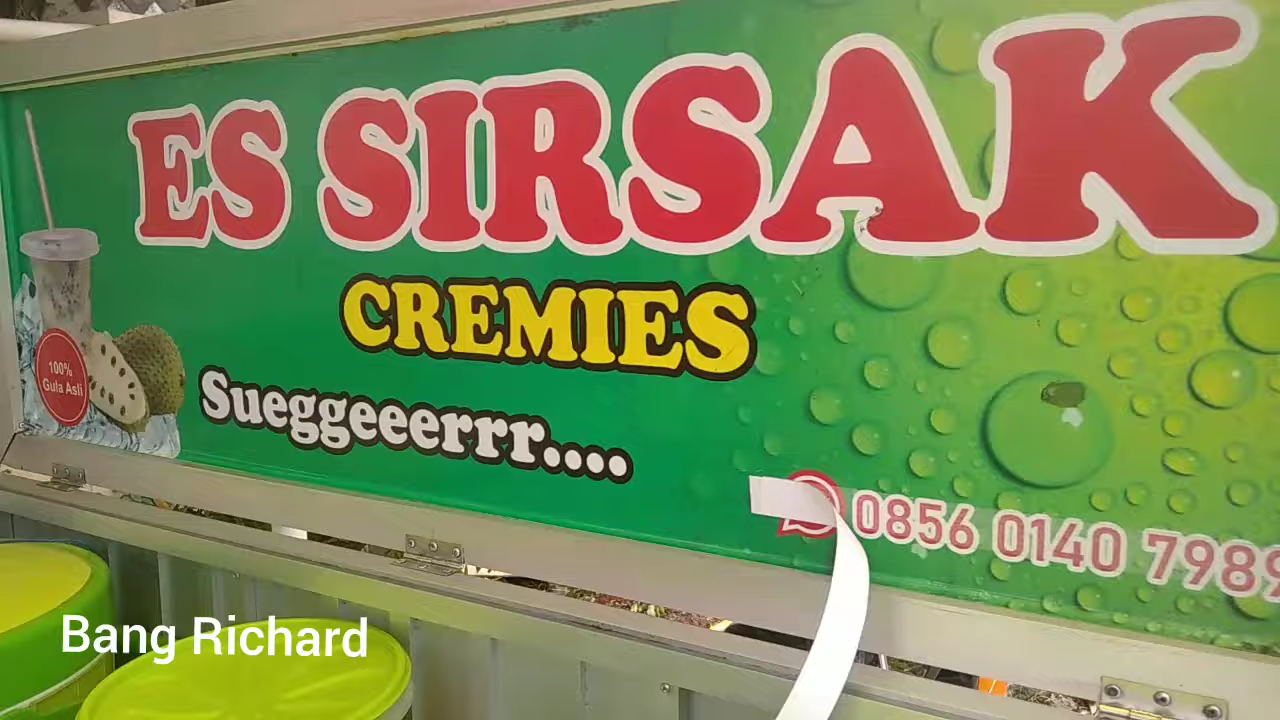 ES SIRSAK
CREMIES
Sueggeeerrr....
100%
Gula Asli
0856 0140 7989
Bang Richard